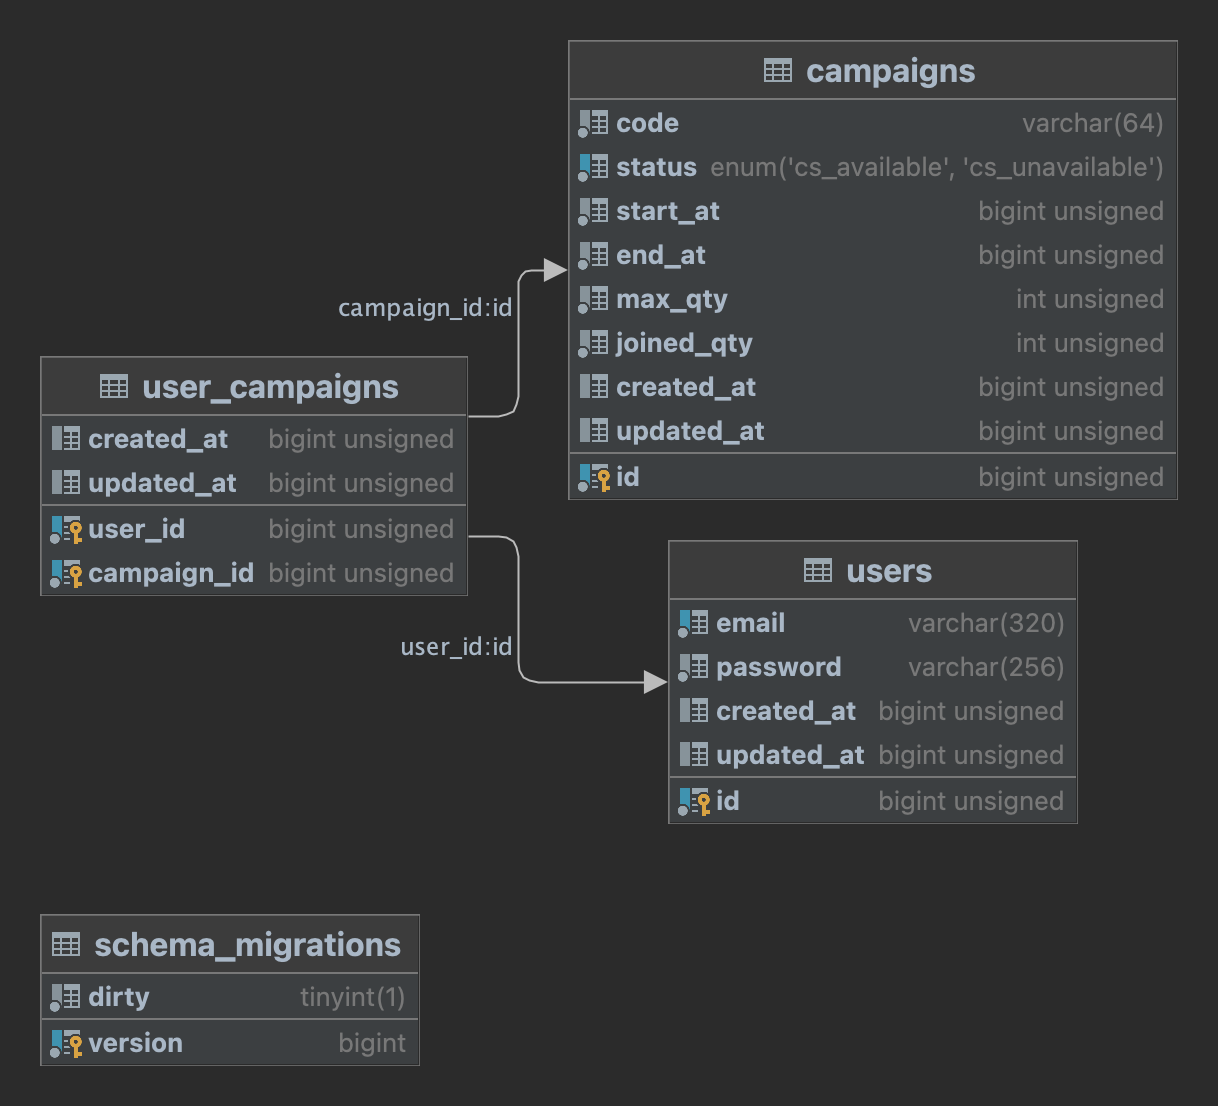 campaigns
code varchar(64)
status enum('cs_available', 'cs_unavailable')
start_at bigint unsigned
end_at bigint unsigned
max_qty int unsigned
joined_qty int unsigned
created_at bigint unsigned
updated_at bigint unsigned
id bigint unsigned
campaign_id:id
user_campaigns
created_at bigint unsigned
updated_at bigint unsigned
user_id bigint unsigned
campaign_id bigint unsigned
user_id:id
users
email varchar(320)
password varchar(256)
created_at bigint unsigned
updated_at bigint unsigned
id bigint unsigned
schema_migrations
dirty tinyint(1)
version bigint